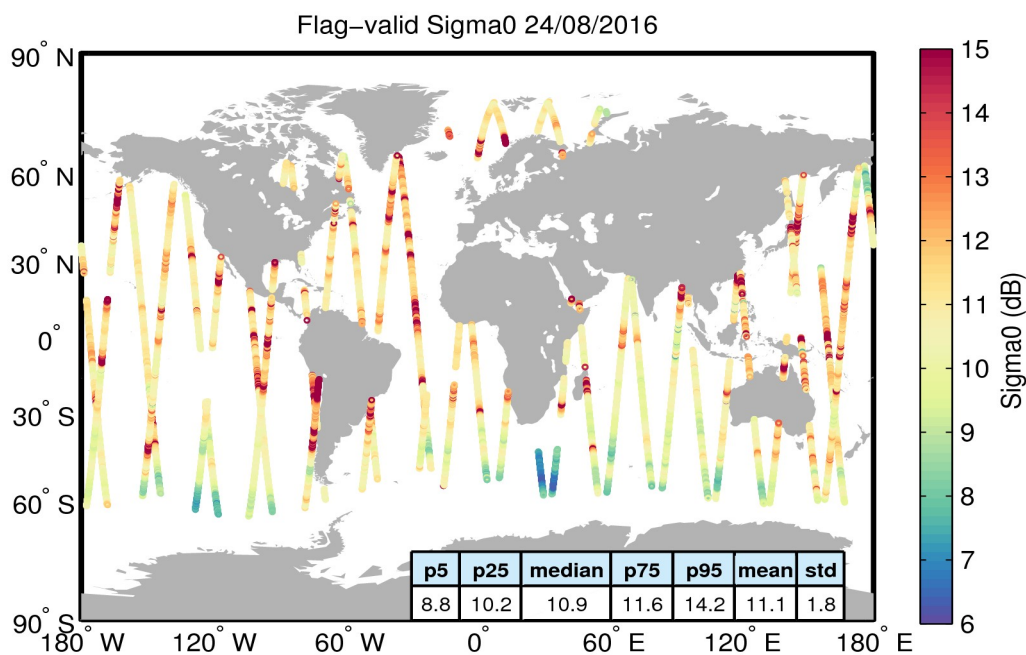 Flag−valid Sigma0 24/08/2016
90° N
60° N
30° N
0°
30° S
60° S
90° S
180° W
120° W
60° W
0°
60° E
120° E
180° E
15
14
13
12
11
10
9
8
7
6
Sigma0 (dB)
p5 p25 median p75 p95 mean std
8.8 10.2 10.9 11.6 14.2 11.1 1.8